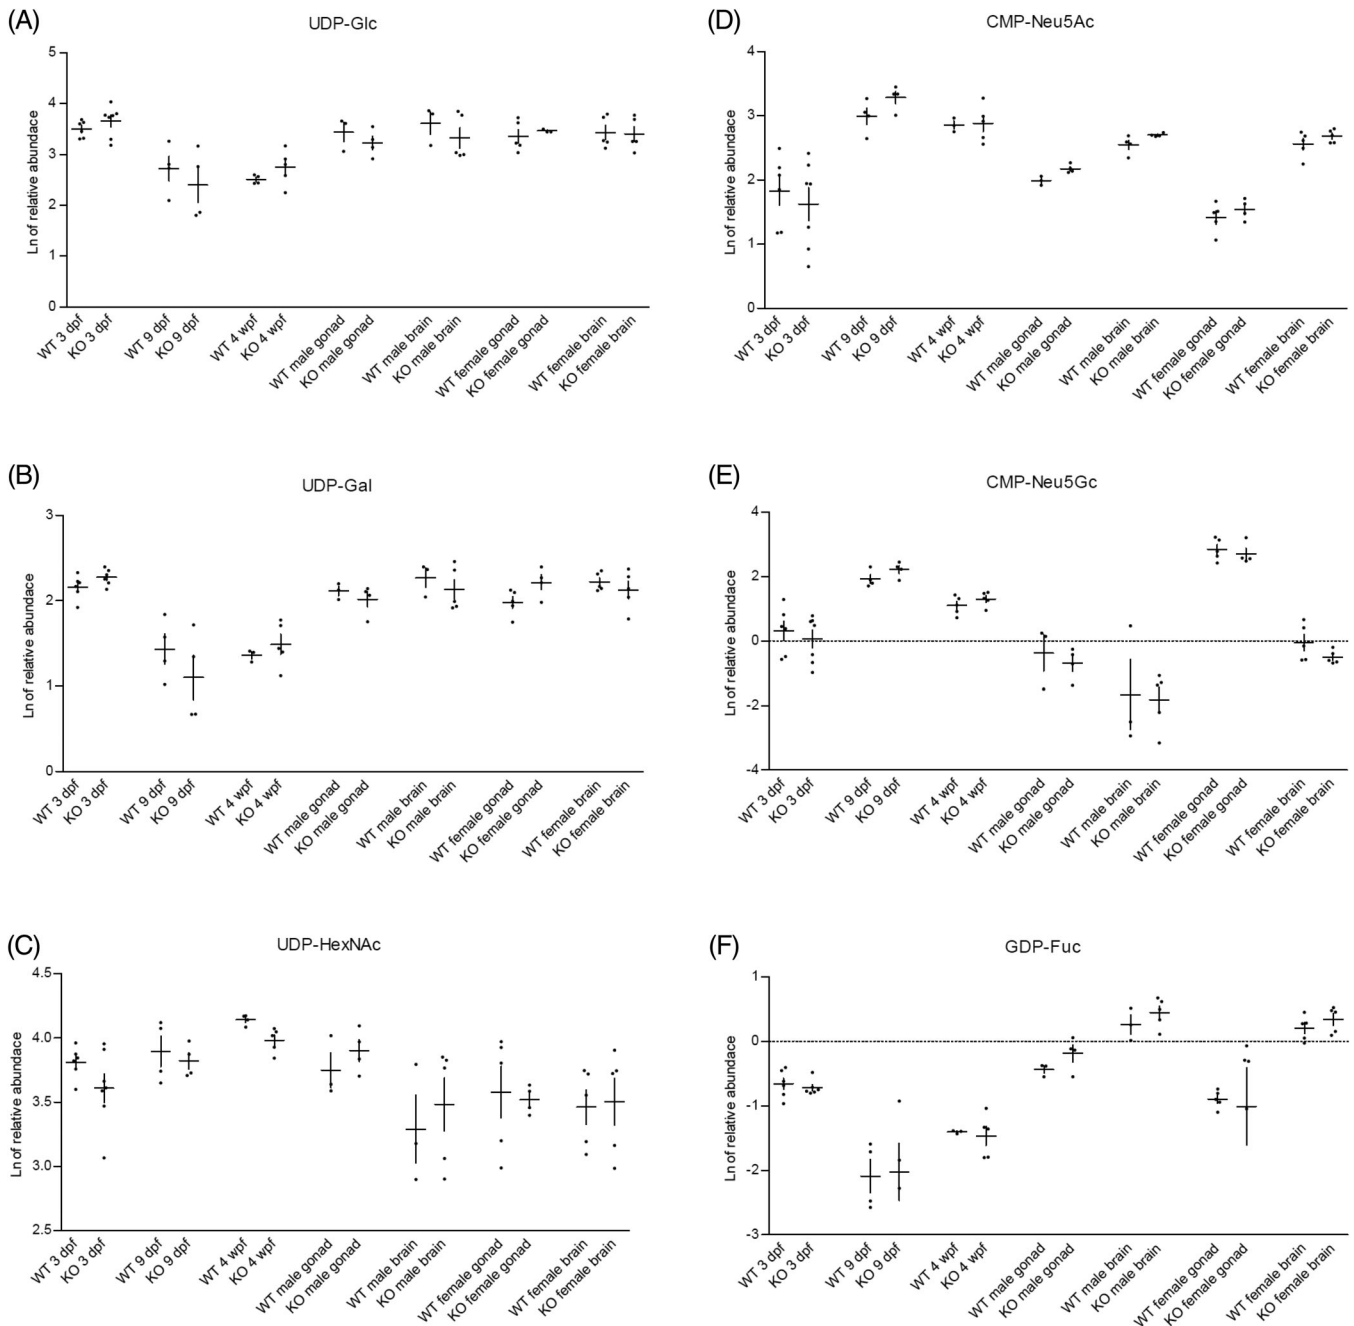 (A)
UDP-Glc
Ln of relative abundace
5
4
3
2
1
0
WT 3 dpf
KO 3 dpf
WT 9 dpf
KO 9 dpf
WT 4 wpf
KO 4 wpf
WT male gonad
KO male gonad
WT male brain
KO male brain
WT female gonad
KO female gonad
WT female brain
KO female brain
(D)
CMP-Neu5Ac
Ln of relative abundace
4
3
2
1
0
WT 3 dpf
KO 3 dpf
WT 9 dpf
KO 9 dpf
WT 4 wpf
KO 4 wpf
WT male gonad
KO male gonad
WT male brain
KO male brain
WT female gonad
KO female gonad
WT female brain
KO female brain
(B)
UDP-Gal
Ln of relative abundace
3
2
1
0
WT 3 dpf
KO 3 dpf
WT 9 dpf
KO 9 dpf
WT 4 wpf
KO 4 wpf
WT male gonad
KO male gonad
WT male brain
KO male brain
WT female gonad
KO female gonad
WT female brain
KO female brain
(E)
CMP-Neu5Gc
Ln of relative abundace
4
2
0
-2
-4
WT 3 dpf
KO 3 dpf
WT 9 dpf
KO 9 dpf
WT 4 wpf
KO 4 wpf
WT male gonad
KO male gonad
WT male brain
KO male brain
WT female gonad
KO female gonad
WT female brain
KO female brain
(C)
UDP-HexNAc
Ln of relative abundace
4.5
4.0
3.5
3.0
2.5
WT 3 dpf
KO 3 dpf
WT 9 dpf
KO 9 dpf
WT 4 wpf
KO 4 wpf
WT male gonad
KO male gonad
WT male brain
KO male brain
WT female gonad
KO female gonad
WT female brain
KO female brain
(F)
GDP-Fuc
Ln of relative abundace
1
0
-1
-2
-3
WT 3 dpf
KO 3 dpf
WT 9 dpf
KO 9 dpf
WT 4 wpf
KO 4 wpf
WT male gonad
KO male gonad
WT male brain
KO male brain
WT female gonad
KO female gonad
WT female brain
KO female brain